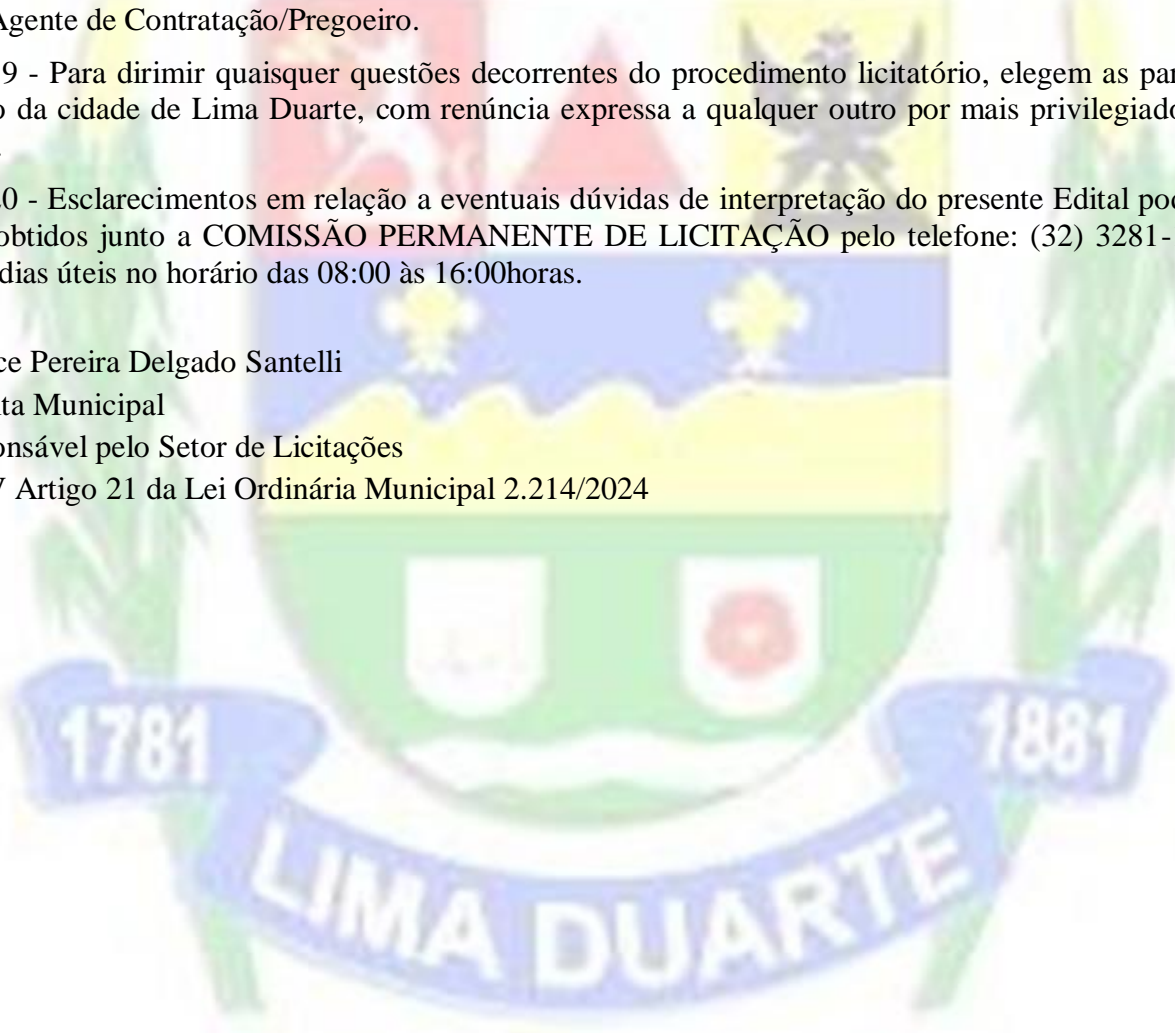 Agente de Contratação/Pregoeiro.
9 - Para dirimir quaisquer questões decorrentes do procedimento licitatório, elegem as par
o da cidade de Lima Duarte, com renúncia expressa a qualquer outro por mais privilegiado
0 - Esclarecimentos em relação a eventuais dúvidas de interpretação do presente Edital pod
obtidos junto a COMISSÃO PERMANENTE DE LICITAÇÃO pelo telefone: (32) 3281-
dias úteis no horário das 08:00 às 16:00horas.
ce Pereira Delgado Santelli
ta Municipal
onsável pelo Setor de Licitações
Artigo 21 da Lei Ordinária Municipal 2.214/2024
1781
1881
LIMA DUARTE